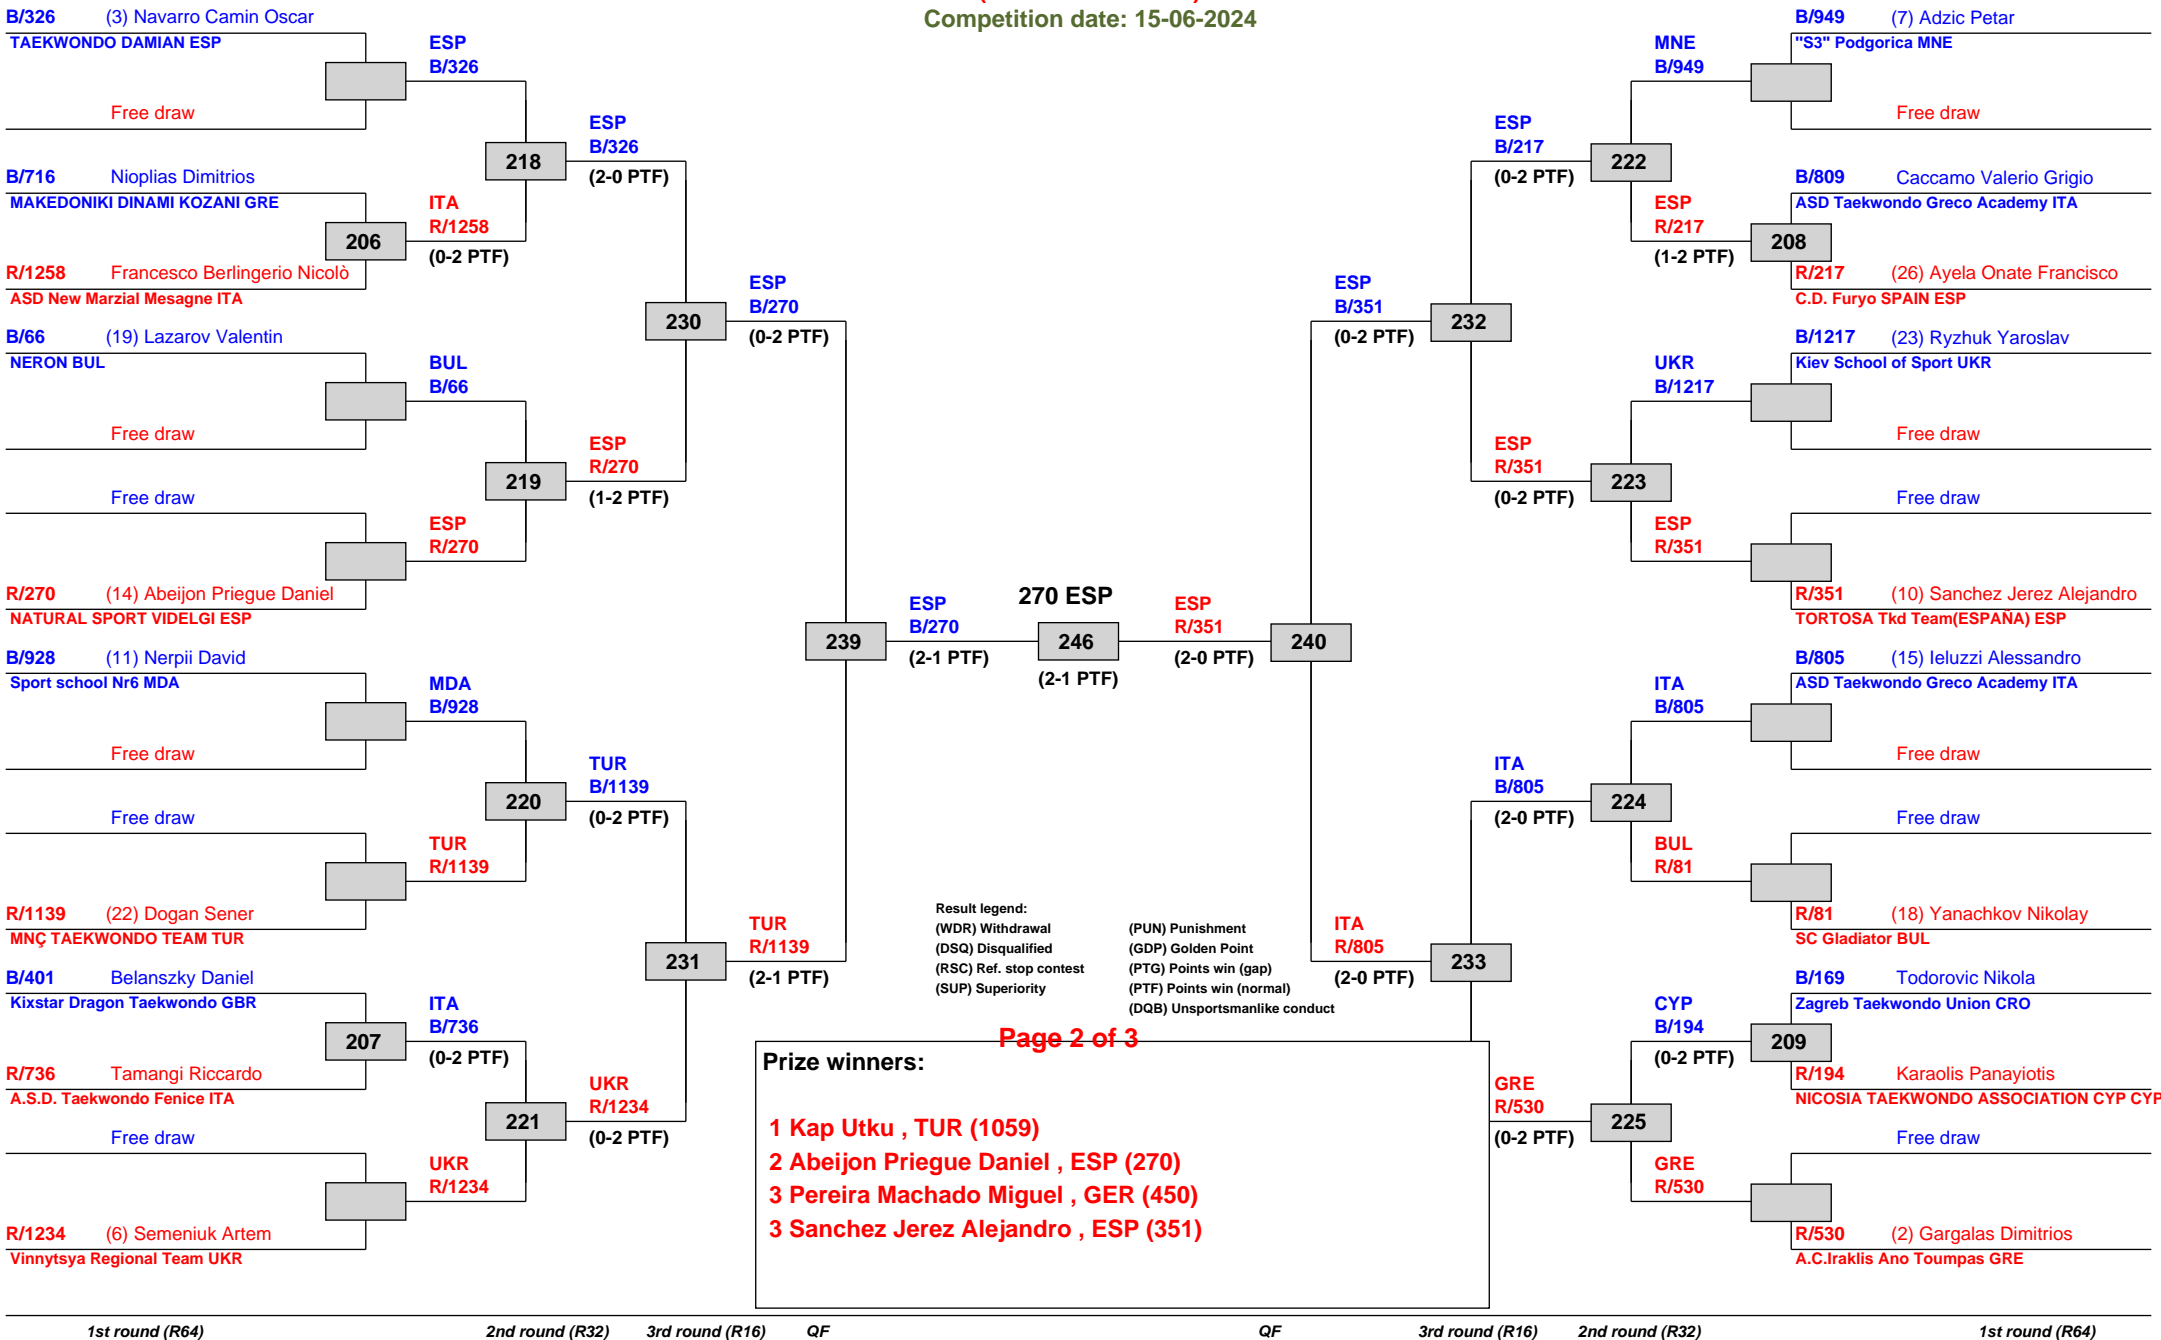 Competition date: 15-06-2024
B/326 (3) Navarro Camin Oscar
TAEKWONDO DAMIAN ESP
Free draw
B/716 Nioplias Dimitrios
MAKEDONIKI DINAMI KOZANI GRE
206
R/1258 Francesco Berlingerio Nicolò
ASD New Marzial Mesagne ITA
B/66 (19) Lazarov Valentin
NERON BUL
Free draw
Free draw
R/270 (14) Abeijon Priegue Daniel
NATURAL SPORT VIDELGI ESP
B/928 (11) Nerpii David
Sport school Nr6 MDA
Free draw
Free draw
R/1139 (22) Dogan Sener
MNÇ TAEKWONDO TEAM TUR
B/401 Belanszky Daniel
Kixstar Dragon Taekwondo GBR
207
R/736 Tamangi Riccardo
A.S.D. Taekwondo Fenice ITA
Free draw
R/1234 (6) Semeniuk Artem
Vinnytsya Regional Team UKR
ESP
B/326
218
ITA
R/1258
(0-2 PTF)
BUL
B/66
219
ESP
R/270
MDA
B/928
220
TUR
R/1139
ITA
B/736
(0-2 PTF)
221
UKR
R/1234
ESP
B/326
(2-0 PTF)
230
ESP
R/270
(1-2 PTF)
TUR
B/1139
(0-2 PTF)
231
UKR
R/1234
(0-2 PTF)
ESP
B/270
(0-2 PTF)
239
TUR
R/1139
(2-1 PTF)
ESP
B/270
(2-1 PTF)
270 ESP
246
(2-1 PTF)
ESP
R/351
(2-0 PTF)
240
ESP
B/351
(0-2 PTF)
232
ITA
R/805
(2-0 PTF)
233
ESP
B/217
(0-2 PTF)
222
ESP
R/351
(0-2 PTF)
223
ITA
B/805
(2-0 PTF)
224
GRE
R/530
(0-2 PTF)
225
MNE
B/949
ESP
R/217
(1-2 PTF)
208
UKR
B/1217
ESP
R/351
ITA
B/805
BUL
R/81
CYP
B/194
(0-2 PTF)
209
GRE
R/530
B/949 (7) Adzic Petar
"S3" Podgorica MNE
Free draw
B/809 Caccamo Valerio Grigio
ASD Taekwondo Greco Academy ITA
R/217 (26) Ayela Onate Francisco
C.D. Furyo SPAIN ESP
B/1217 (23) Ryzhuk Yaroslav
Kiev School of Sport UKR
Free draw
Free draw
R/351 (10) Sanchez Jerez Alejandro
TORTOSA Tkd Team(ESPAÑA) ESP
B/805 (15) Ieluzzi Alessandro
ASD Taekwondo Greco Academy ITA
Free draw
Free draw
R/81 (18) Yanachkov Nikolay
SC Gladiator BUL
B/169 Todorovic Nikola
Zagreb Taekwondo Union CRO
R/194 Karaolis Panayiotis
NICOSIA TAEKWONDO ASSOCIATION CYP CYP
Free draw
R/530 (2) Gargalas Dimitrios
A.C.Iraklis Ano Toumpas GRE
Result legend:
(WDR) Withdrawal (PUN) Punishment
(DSQ) Disqualified (GDP) Golden Point
(RSC) Ref. stop contest (PTG) Points win (gap)
(SUP) Superiority (PTF) Points win (normal)
(DQB) Unsportsmanlike conduct
Page 2 of 3
Prize winners:
1 Kap Utku , TUR (1059)
2 Abeijon Priegue Daniel , ESP (270)
3 Pereira Machado Miguel , GER (450)
3 Sanchez Jerez Alejandro , ESP (351)
1st round (R64) 2nd round (R32) 3rd round (R16) QF QF 3rd round (R16) 2nd round (R32) 1st round (R64)